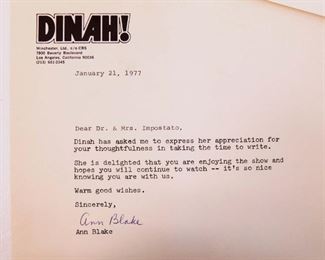 DINAH!
Winchester, Ltd. c/o CBS
7800 Beverly Boulevard
Los Angeles, California 90036
(213) 651-2345
January 21, 1977
Dear Dr. & Mrs. Impostato,
Dinah has asked me to express her appreciation for
your thoughtfulness in taking the time to write.
She is delighted that you are enjoying the show and
hopes you will continue to watch -- it's so nice
knowing you are with us.
Warm good wishes.
Sincerely,
Ann Blake
Ann Blake